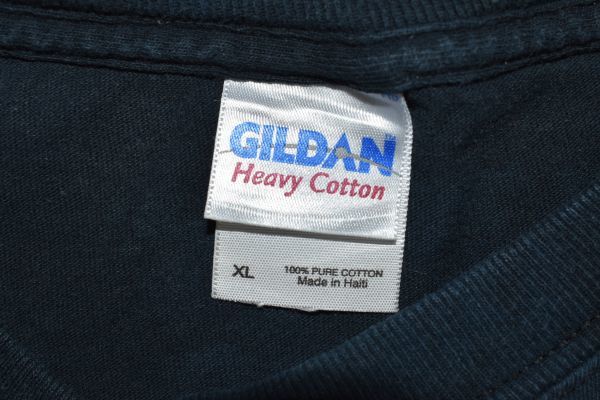 GILDAN
Heavy Cotton
XL
100% PURE COTTON
Made in Haiti